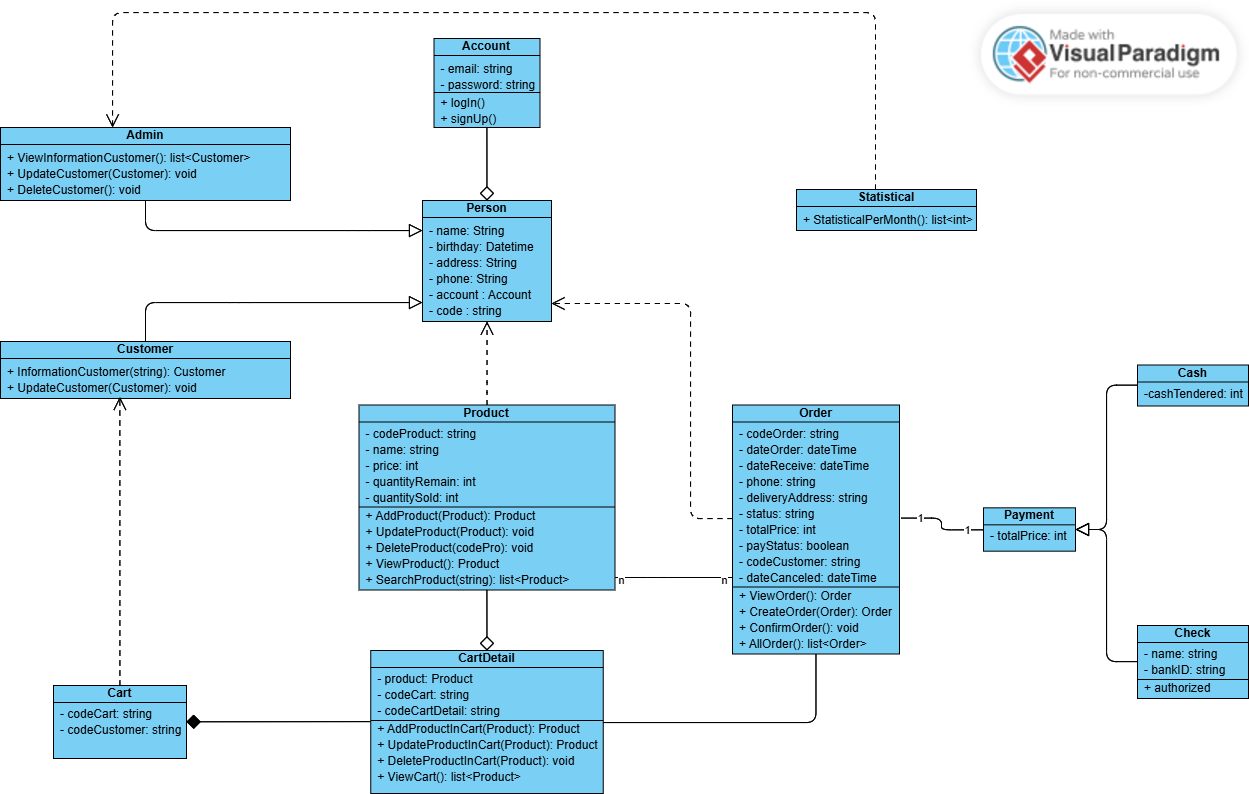 Made with
Visual Paradigm
For non-commercial use
Account
- email: string
- password: string
+ logIn()
+ signUp()
Admin
+ ViewInformationCustomer(): list<Customer>
+ UpdateCustomer(Customer): void
+ DeleteCustomer(): void
Statistical
+ StatisticalPerMonth(): list<int>
Person
- name: String
- birthday: Datetime
- address: String
- phone: String
- account : Account
- code : string
Customer
+ InformationCustomer(string): Customer
+ UpdateCustomer(Customer): void
Product
- codeProduct: string
- name: string
- price: int
- quantityRemain: int
- quantitySold: int
+ AddProduct(Product): Product
+ UpdateProduct(Product): void
+ DeleteProduct(codePro): void
+ ViewProduct(): Product
+ SearchProduct(string): list<Product>
n
n
Order
- codeOrder: string
- dateOrder: dateTime
- dateReceive: dateTime
- phone: string
- deliveryAddress: string
- status: string
- totalPrice: int
- payStatus: boolean
- codeCustomer: string
- dateCanceled: dateTime
+ ViewOrder(): Order
+ CreateOrder(Order): Order
+ ConfirmOrder(): void
+ AllOrder(): list<Order>
1
1
Payment
- totalPrice: int
Cash
-cashTendered: int
Check
- name: string
- bankID: string
+ authorized
CartDetail
- product: Product
- codeCart: string
- codeCartDetail: string
+ AddProductInCart(Product): Product
+ UpdateProductInCart(Product): Product
+ DeleteProductInCart(Product): void
+ ViewCart(): list<Product>
Cart
- codeCart: string
- codeCustomer: string